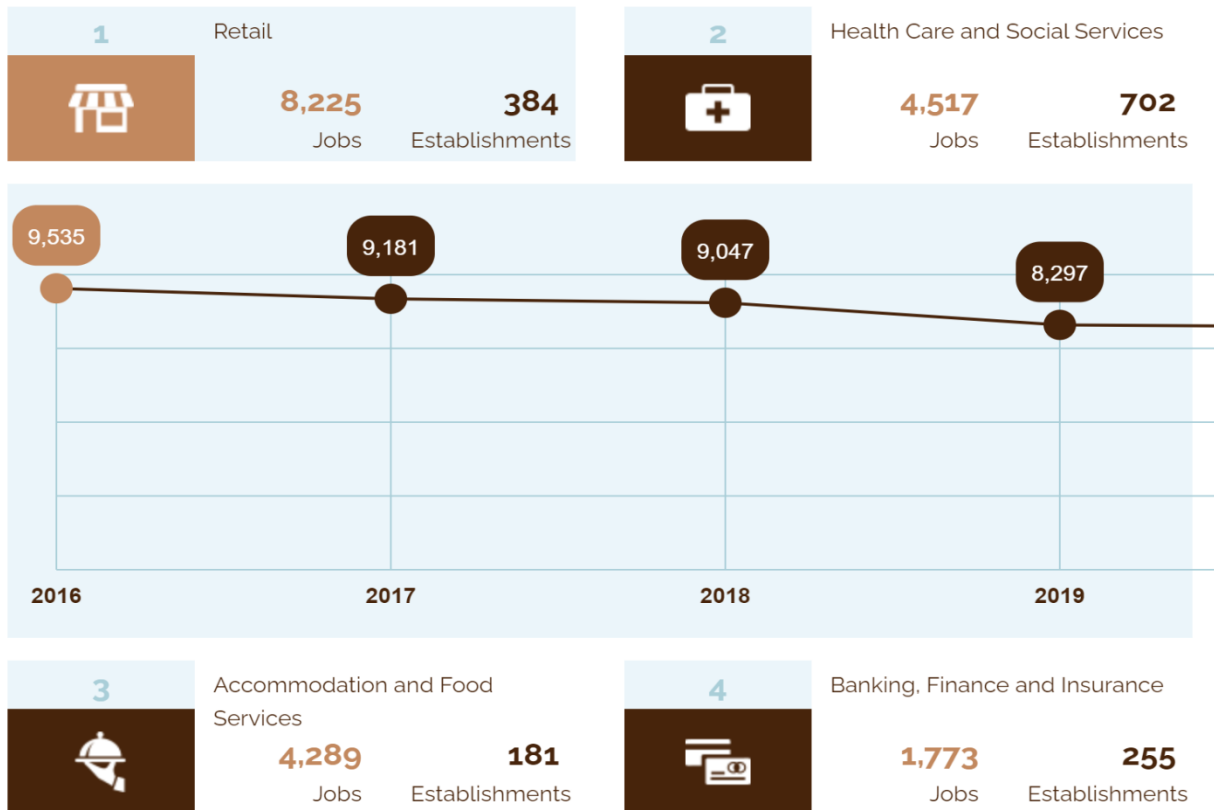 1
Retail
8,225
384
Jobs
Establishments
2
Health Care and Social Services
4,517
702
Jobs
Establishments
9,535
9,181
9,047
8,297
2016
2017
2018
2019
3
Accommodation and Food
Services
4,289
181
Jobs
Establishments
4
Banking, Finance and Insurance
1,773
255
Jobs
Establishments